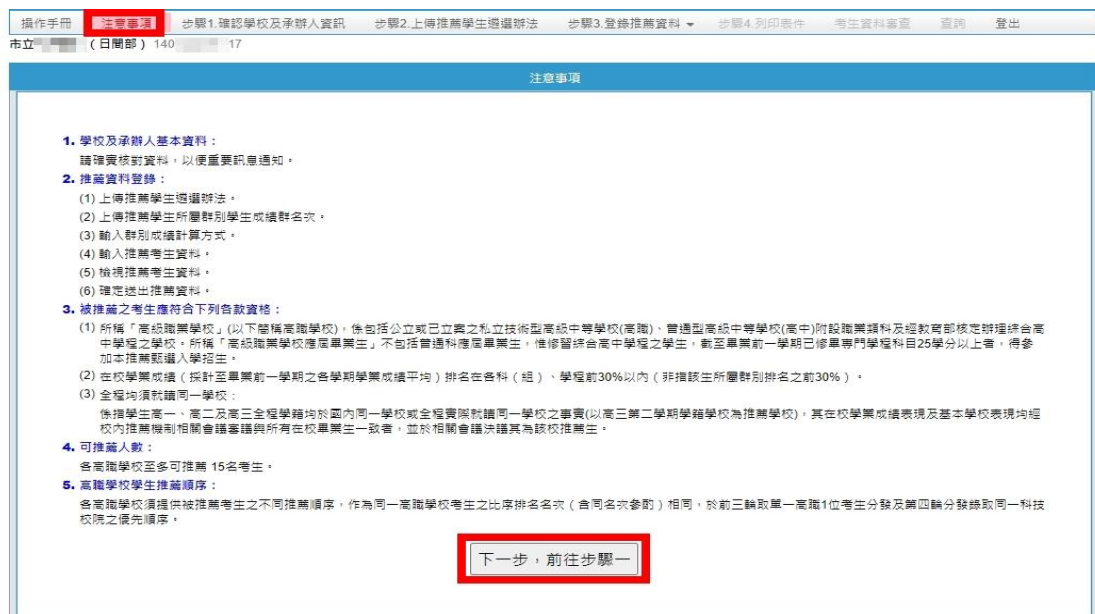 操作手冊 注意事項 步驟1.確認學校及承辦人資訊 步驟2.上傳推薦學生遴選辦法 步驟3.登錄推薦資料 步驟4.列印表件 考生資料審查 查詢 登出
市立 (日間部) 140 17
注意事項
1. 學校及承辦人基本資料：
請確實核對資料，以便重要訊息通知。
2. 推薦資料登錄：
(1) 上傳推薦學生遴選辦法。
(2) 上傳推薦學生所屬群別學生成績群名次。
(3) 輸入群別成績計算方式。
(4) 輸入推薦考生資料。
(5) 檢視推薦考生資料。
(6) 確定送出推薦資料。
3. 被推薦之考生應符合下列各款資格：
(1) 所稱「高級職業學校」(以下簡稱高職學校)，係包括公立或已立案之私立技術型高級中等學校(高職)、普通型高級中等學校(高中)附設職業類科及經教育部核定辦理綜合高
中學程之學校。所稱「高級職業學校應屆畢業生」不包括普通科應屆畢業生，惟修習綜合高中學程之學生，截至畢業前一學期已修畢專門學程科目25學分以上者，得參
加本推薦甄選入學招生。
(2) 在校學業成績（採計至畢業前一學期之各學期學業成績平均）排名在各科（組）、學程前30%以內（非指該生所屬群別排名之前30%）。
(3) 全程均須就讀同一學校：
係指學生高一、高二及高三全程學籍均於國內同一學校或全程實際就讀同一學校之事實(以高三第二學期學籍學校為推薦學校)，其在校學業成績表現及基本學校表現均經
校內推薦機制相關會議審議與所有在校畢業生一致者，並於相關會議決議其為該校推薦生。
4. 可推薦人數：
各高職學校至多可推薦 15名考生。
5. 高職學校學生推薦順序：
各高職學校須提供被推薦考生之不同推薦順序，作為同一高職學校考生之比序排名名次（含同名次參酌）相同，於前三輪取單一高職1位考生分發及第四輪分發錄取同一科技
校院之優先順序。
下一步，前往步驟一